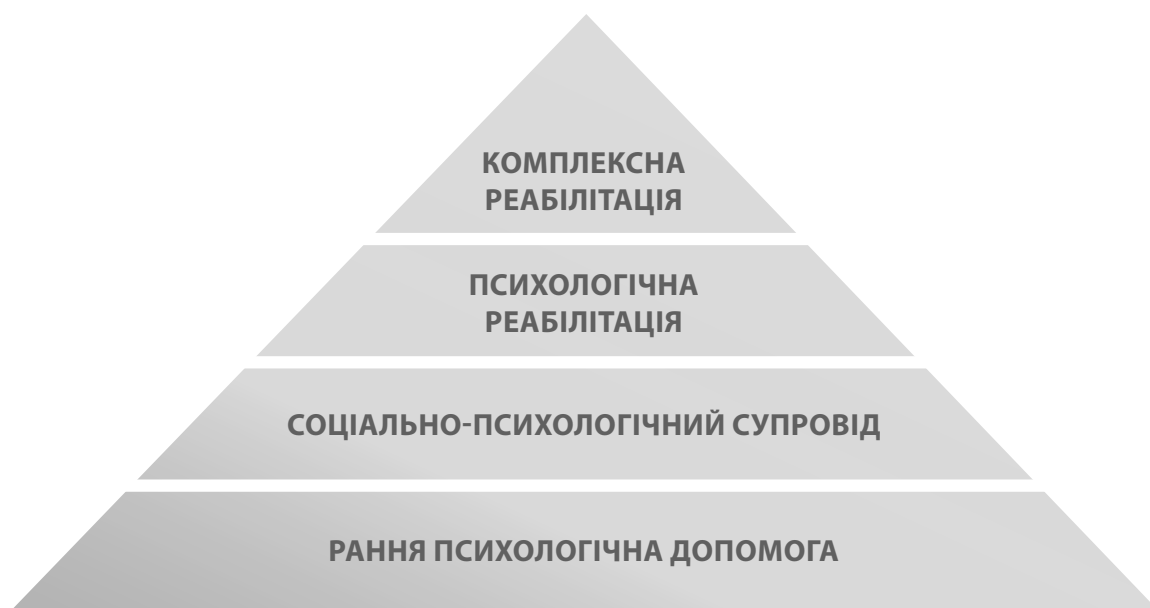 КОМПЛЕКСНА
РЕАБІЛІТАЦІЯ
ПСИХОЛОГІЧНА
РЕАБІЛІТАЦІЯ
СОЦІАЛЬНО-ПСИХОЛОГІЧНИЙ СУПРОВІД
РАННЯ ПСИХОЛОГІЧНА ДОПОМОГА